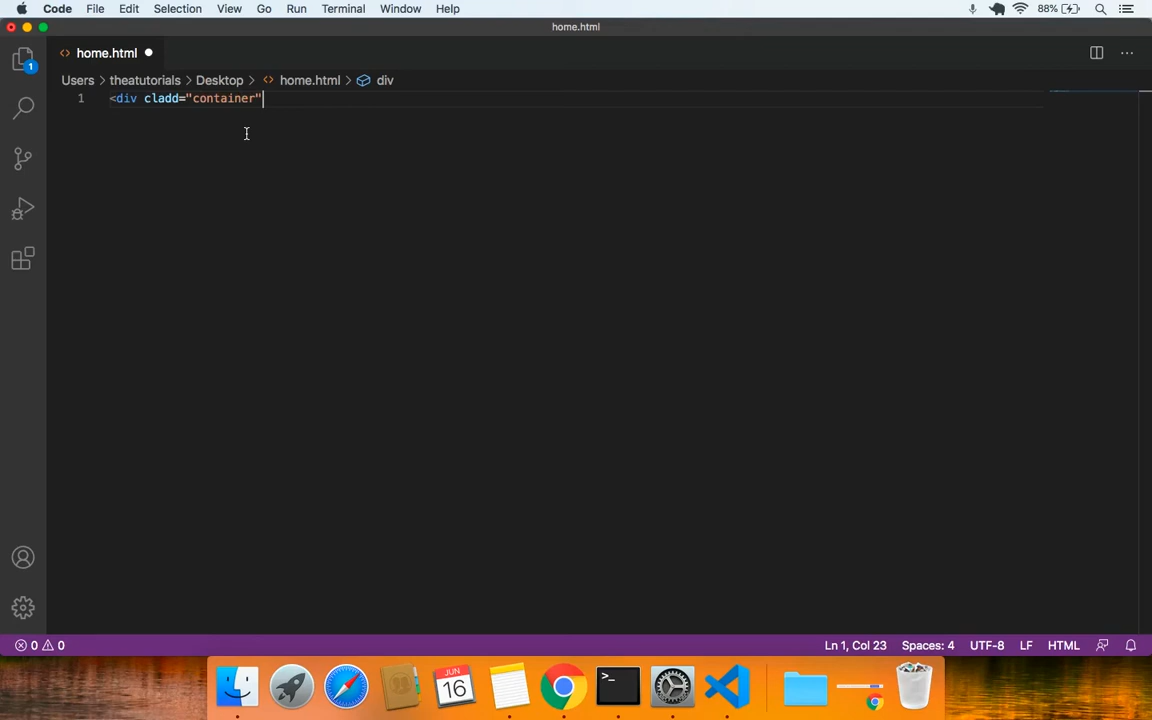 Code File Edit Selection View Go Run Terminal Window Help 88%
home.html
1
home.html
Users > theatutorials > Desktop > home.html > div
1 <div cladd="container"
0 0 Ln 1, Col 23 Spaces: 4 UTF-8 LF HTML
JUN
16
>_